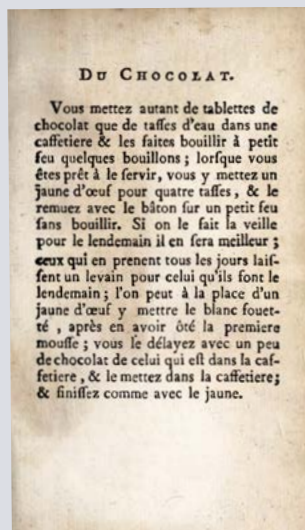 DU CHOCOLAT.
Vous mettez autant de tablettes de
chocolat que de taſſes d'eau dans une
caffetiere & les faites bouillir à petit
feu quelques bouillons ; lorſque vous
êtes prêt à le ſervir, vous y mettez un
jaune d'œuf pour quatre taſſes, & le
remuez avec le bâton ſur un petit feu
ſans bouillir. Si on le fait la veille
pour le lendemain il en ſera meilleur ;
ceux qui en prenent tous les jours laiſ-
ſent un levain pour celui qu'ils font le
lendemain ; l'on peut à la place d'un
jaune d'œuf y mettre le blanc fouet-
té , après en avoir ôté la premiere
mouſſe ; vous le délayez avec un peu
de chocolat de celui qui eſt dans la caf-
fetiere , & le mettez dans la caffetiere ;
& finiſſez comme avec le jaune.